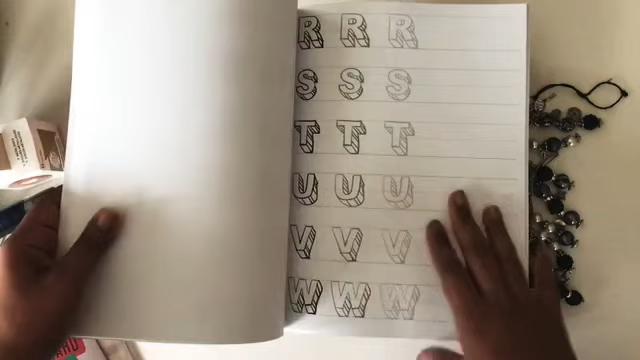 R R R
S S S
T T T
U U U
V V V
W W W